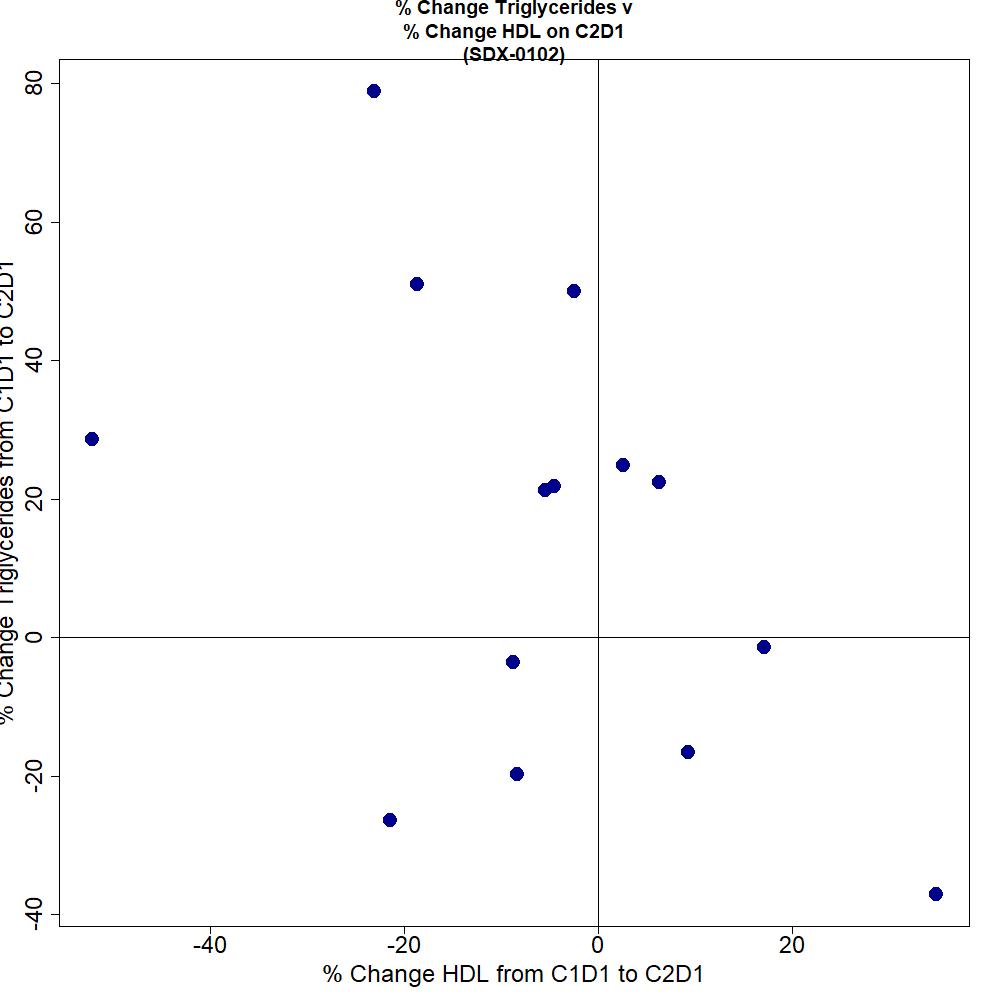 % Change Triglycerides v
% Change HDL on C2D1
(SDX-0102)
% Change Triglycerides from C1D1 to C2D1
80
60
40
20
0
-20
-40
-40
-20
0
20
% Change HDL from C1D1 to C2D1